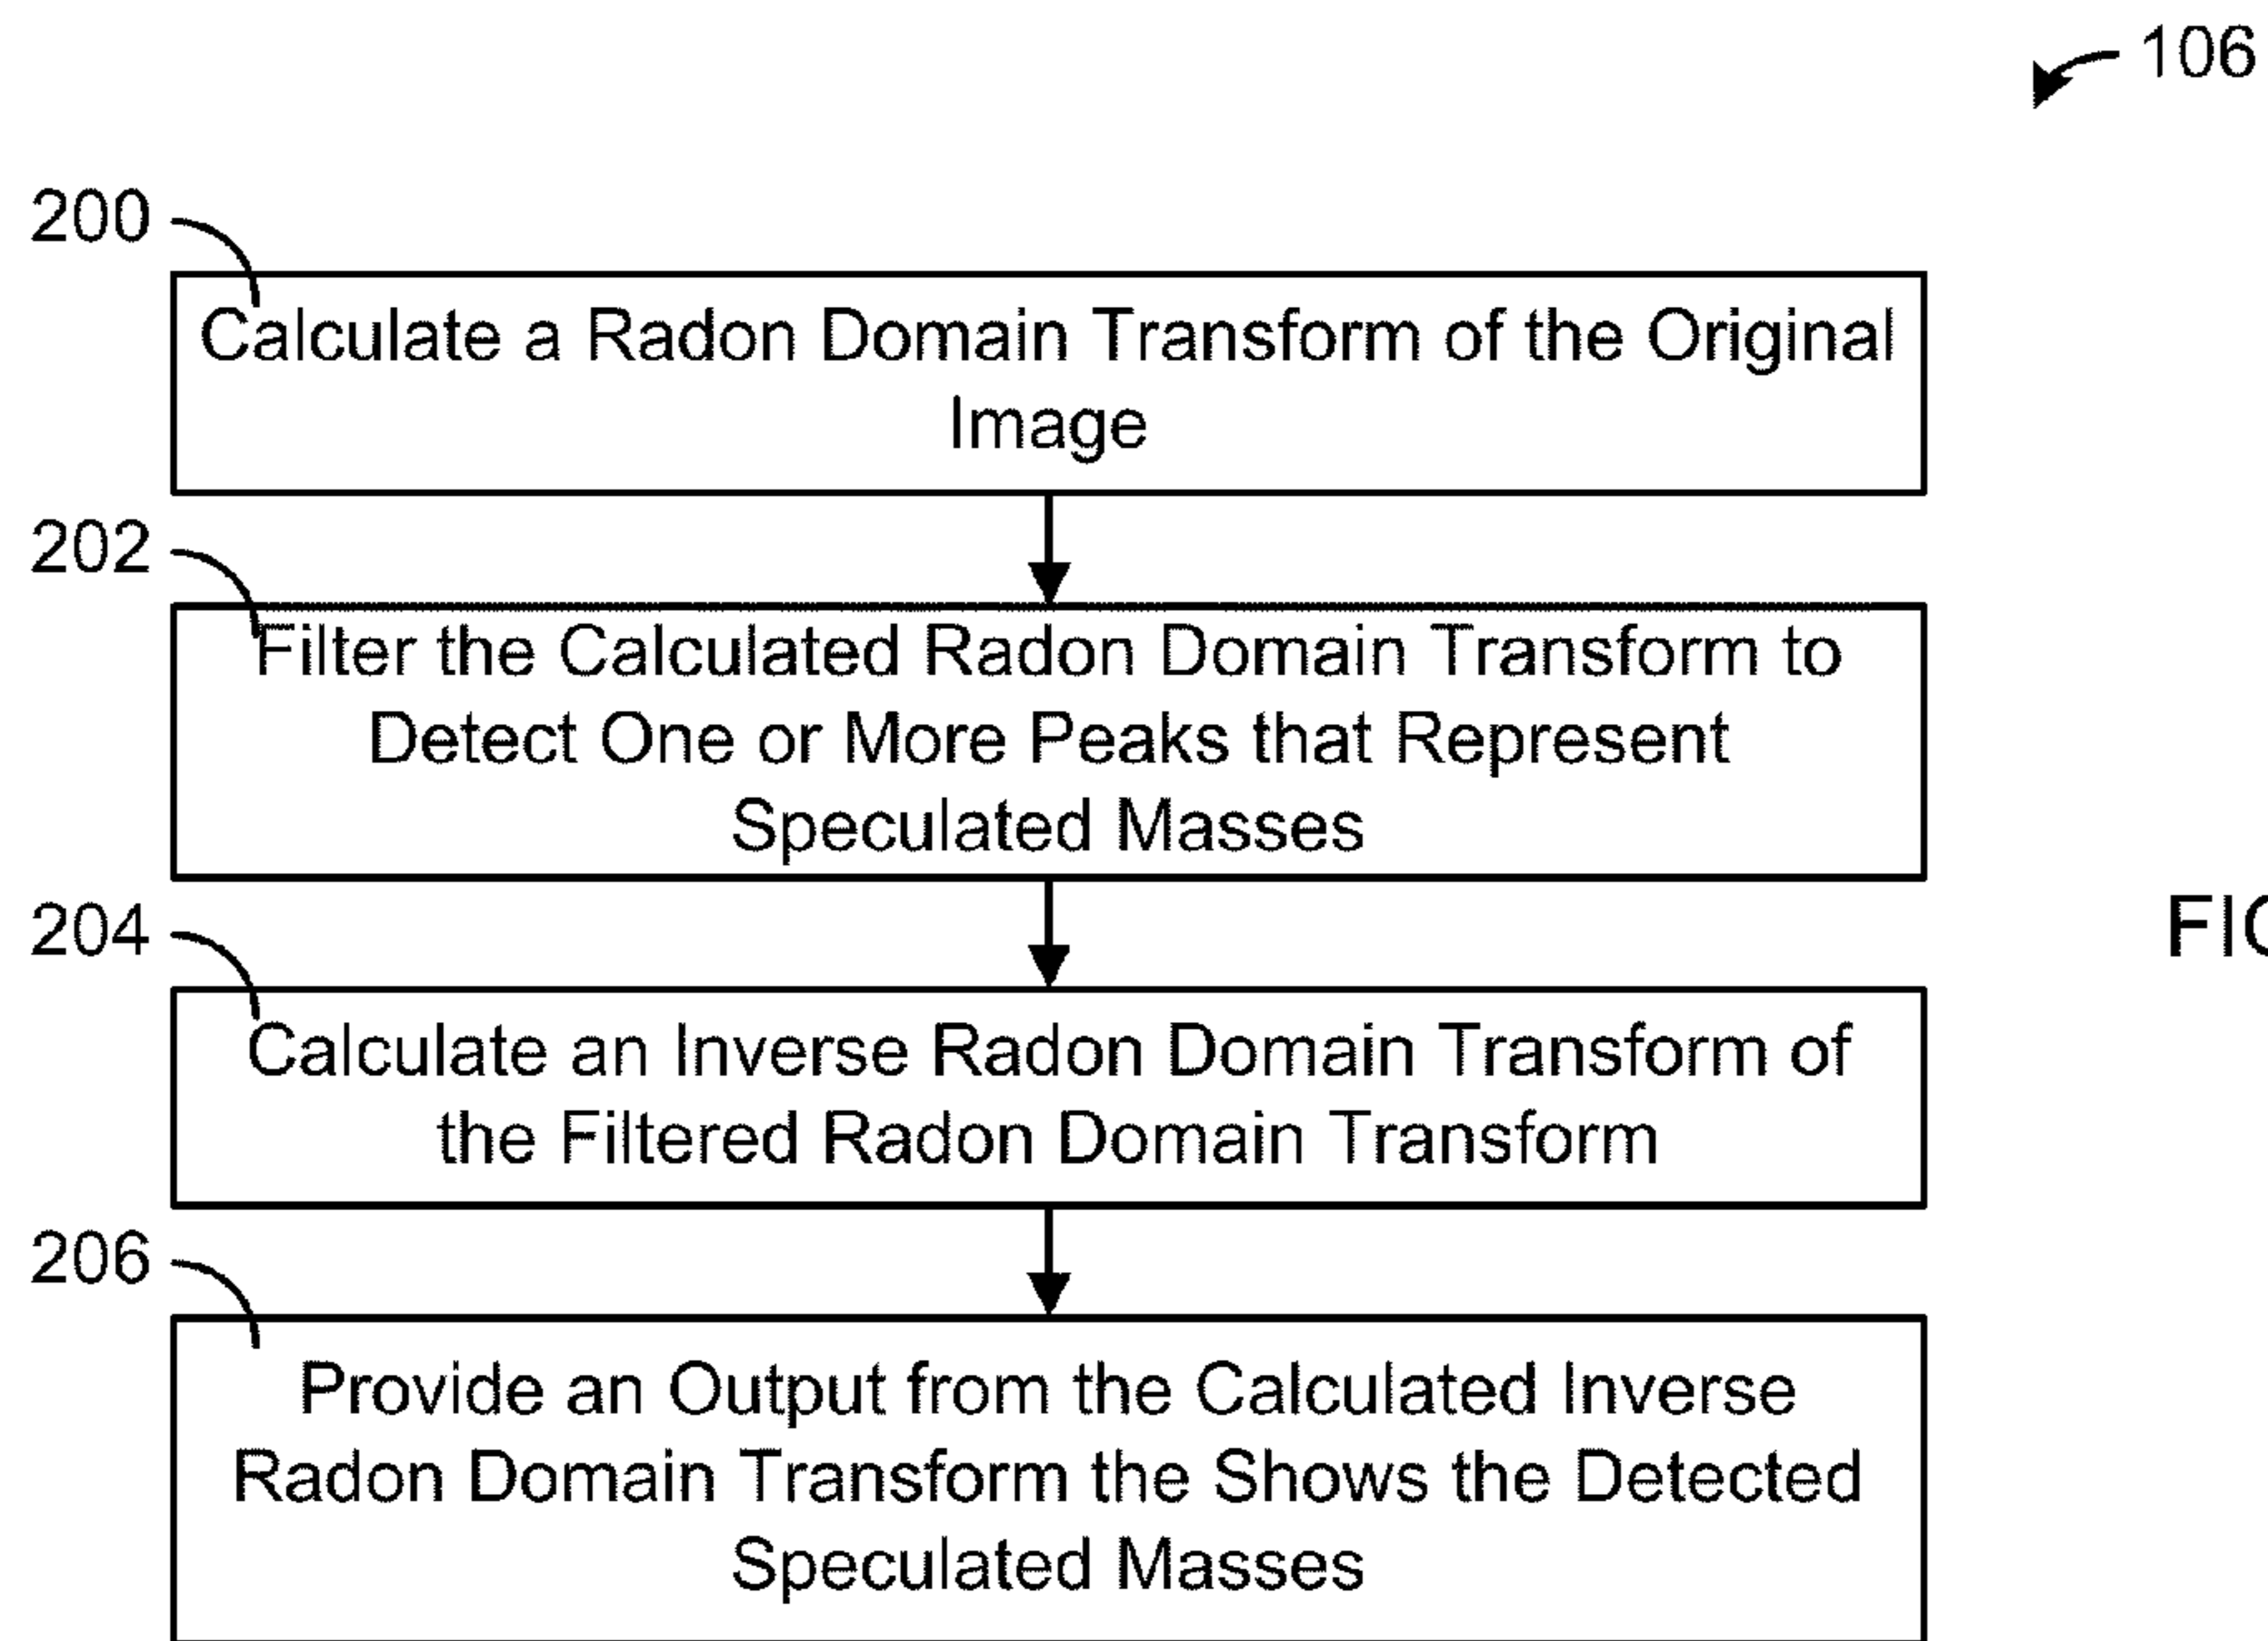 106
200
Calculate a Radon Domain Transform of the Original
Image
202
Filter the Calculated Radon Domain Transform to
Detect One or More Peaks that Represent
Speculated Masses
204
FIG
Calculate an Inverse Radon Domain Transform of
the Filtered Radon Domain Transform
206
Provide an Output from the Calculated Inverse
Radon Domain Transform the Shows the Detected
Speculated Masses